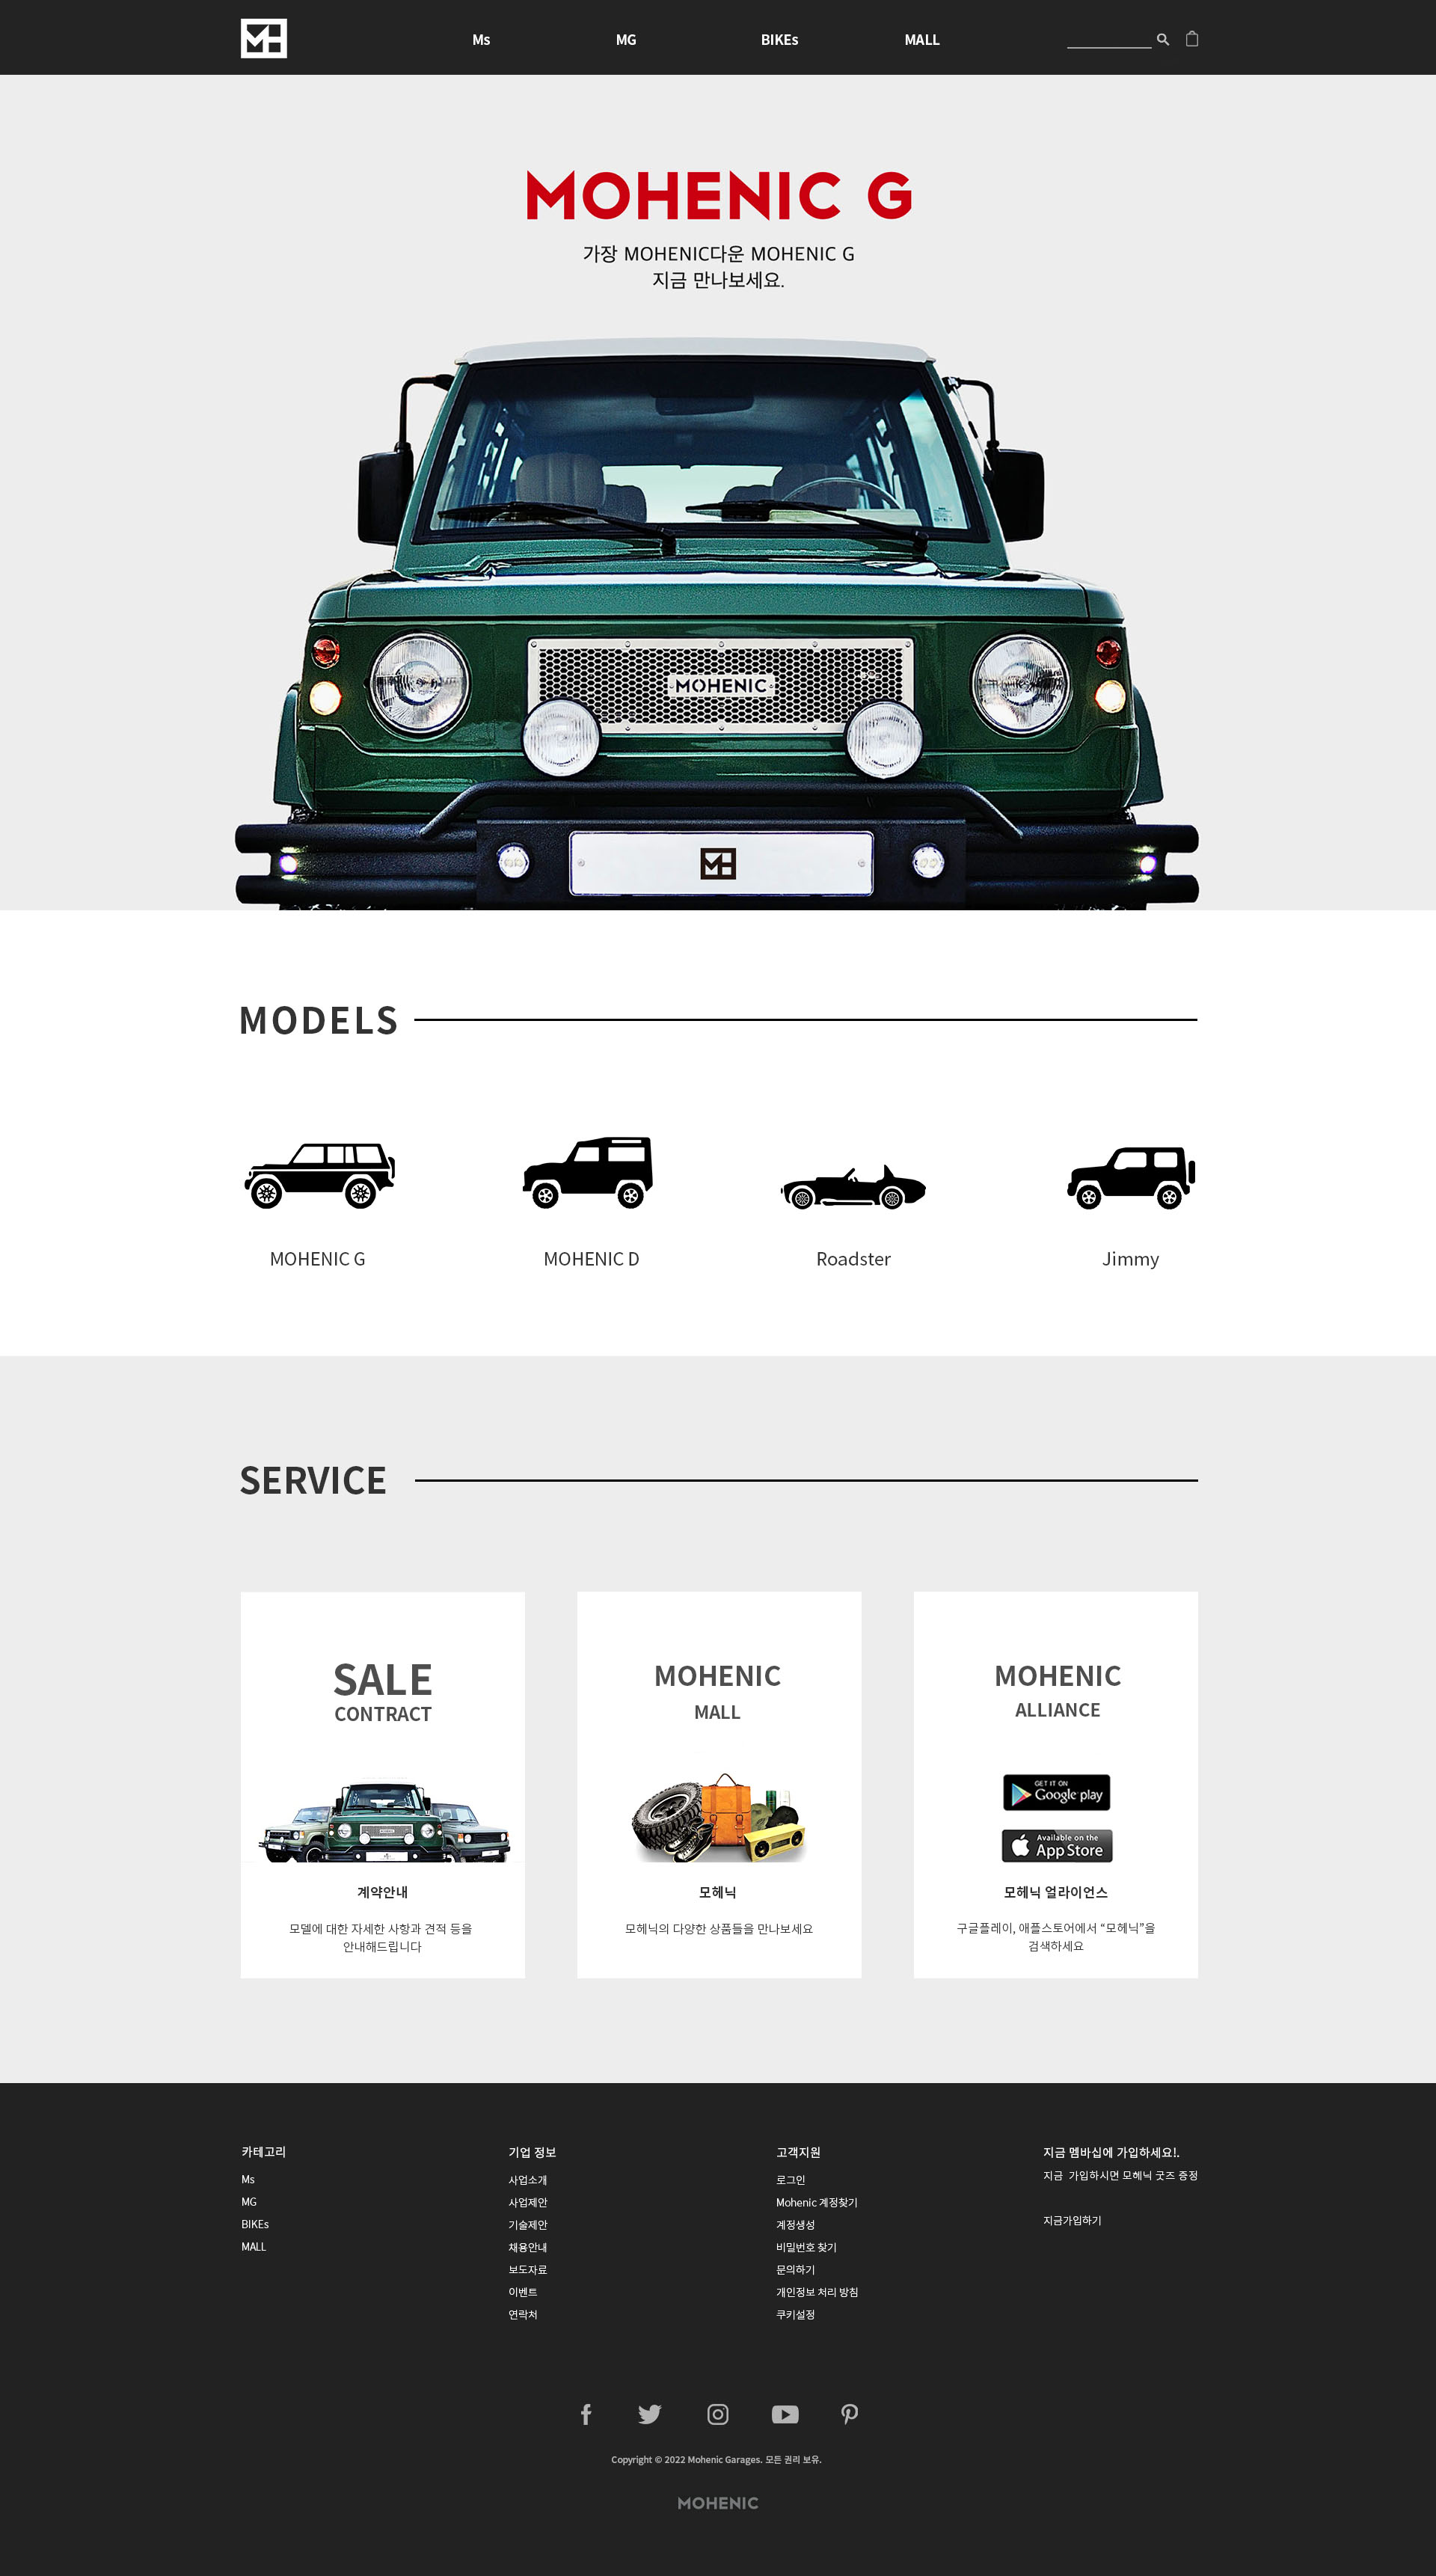 Ms
MG
BIKEs
MALL
MOHENIC G
가장 MOHENIC다운 MOHENIC G
지금 만나보세요.
MOHENIC
MODELS
MOHENIC G
MOHENIC D
Roadster
Jimmy
SERVICE
SALE
CONTRACT
계약안내
모델에 대한 자세한 사항과 견적 등을
안내해드립니다
MOHENIC
MALL
모헤닉
모헤닉의 다양한 상품들을 만나보세요
MOHENIC
ALLIANCE
GET IT ON
Google play
Available on the
App Store
모헤닉 얼라이언스
구글플레이, 애플스토어에서 “모헤닉”을
검색하세요
카테고리
Ms
MG
BIKEs
MALL
기업 정보
사업소개
사업제안
기술제안
채용안내
보도자료
이벤트
연락처
고객지원
로그인
Mohenic 계정찾기
계정생성
비밀번호 찾기
문의하기
개인정보 처리 방침
쿠키설정
지금 멤바십에 가입하세요!.
지금 가입하시면 모헤닉 굿즈 증정
지금가입하기
Copyright © 2022 Mohenic Garages. 모든 권리 보유.
MOHENIC